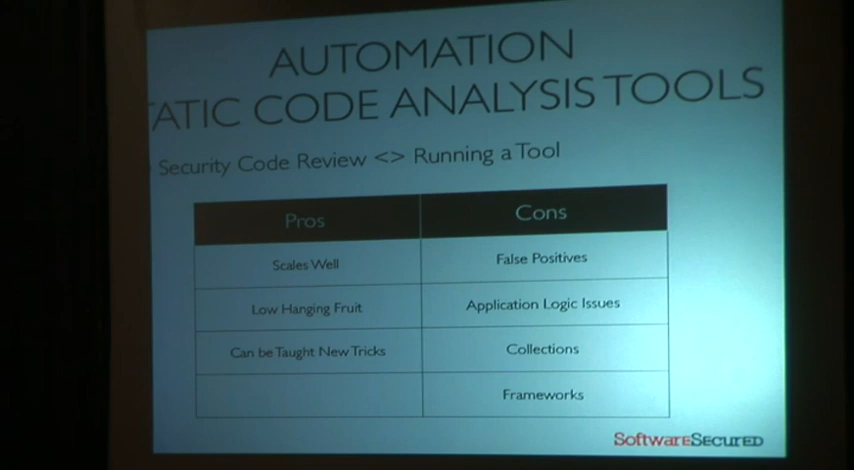 AUTOMATION
TATIC CODE ANALYSIS TOOLS
Security Code Review <> Running a Tool
Pros Cons
Scales Well False Positives
Low Hanging Fruit Application Logic Issues
Can be Taught New Tricks Collections
Frameworks
SOFTWARESECURED